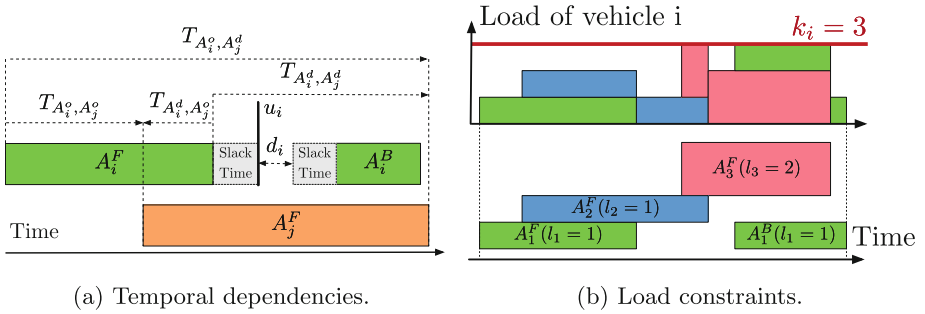 T_{A_i^o, A_j^d}
T_{A_i^d, A_j^d}
T_{A_i^o, A_j^o}
T_{A_i^d, A_j^o}
u_i
A_i^F
Slack Time
d_i
Slack Time
A_i^B
A_j^F
Time
(a) Temporal dependencies.
Load of vehicle i
k_i = 3
A_3^F(l_3 = 2)
A_2^F(l_2 = 1)
A_1^F(l_1 = 1)
A_1^B(l_1 = 1)
Time
(b) Load constraints.